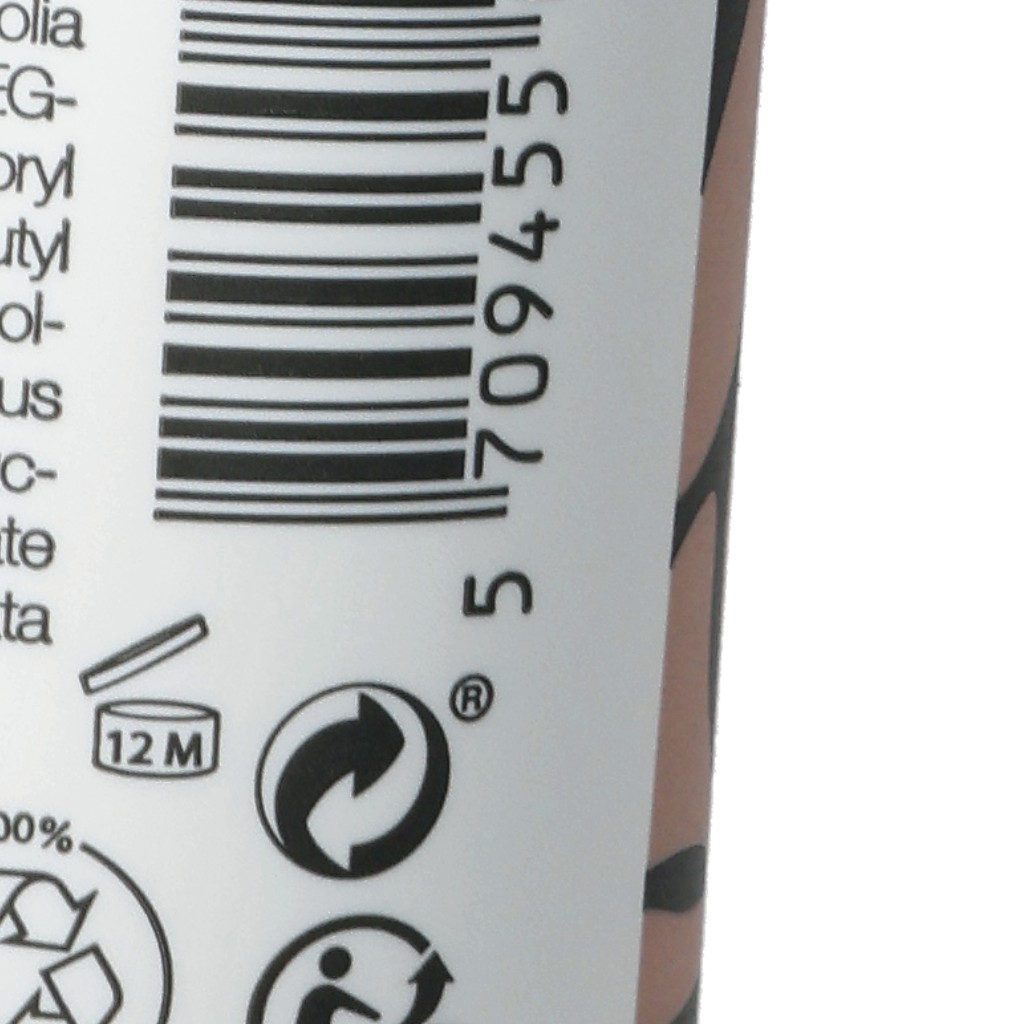 olia
EG-
oryl
utyl
ol-
us
c-
te
ta
5 709455
12 M
®
00%